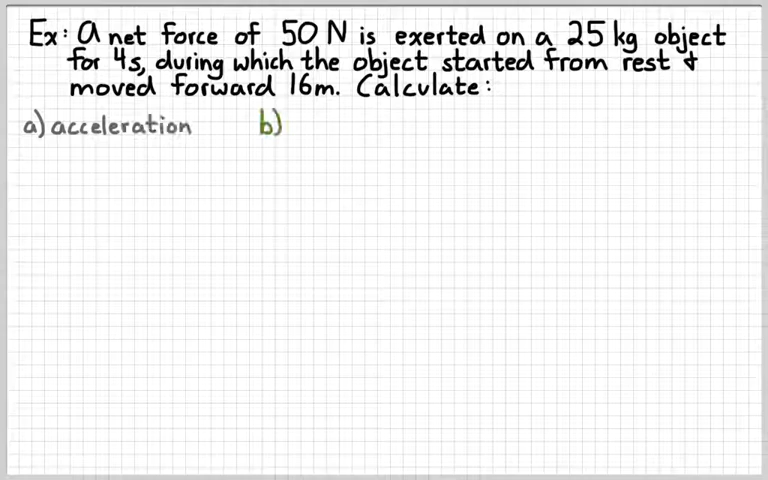 Ex: A net force of 50 N is exerted on a 25 kg object
for 4s, during which the object started from rest &
moved forward 16m. Calculate:
a) acceleration b)